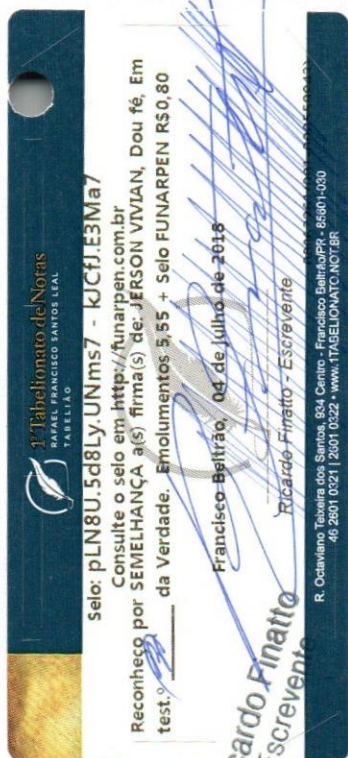 1º Tabelionato de Notas
RAFAEL FRANCISCO SANTOS LEAL
TABELIÃO
Selo: pLN8U.5d8Ly.UNms7 - kJCfJ.E3Ma7
Consulte o selo em http://funarpen.com.br
Reconheço por SEMELHANÇA a(s) firma(s) de: JERSON VIVIAN, Dou fé, Em
test.º da Verdade. Emolumentos 5,55 + Selo FUNARPEN R$0,80
Francisco Beltrão, 04 de julho de 2018
Ricardo Finatto - Escrevente
cardo Finatto
Escrevente
R. Octaviano Teixeira dos Santos, 934 Centro - Francisco Beltrão/PR - 85601-030
46 2601 0321 | 2601 0322 • www.1TABELIONATO.NOT.BR